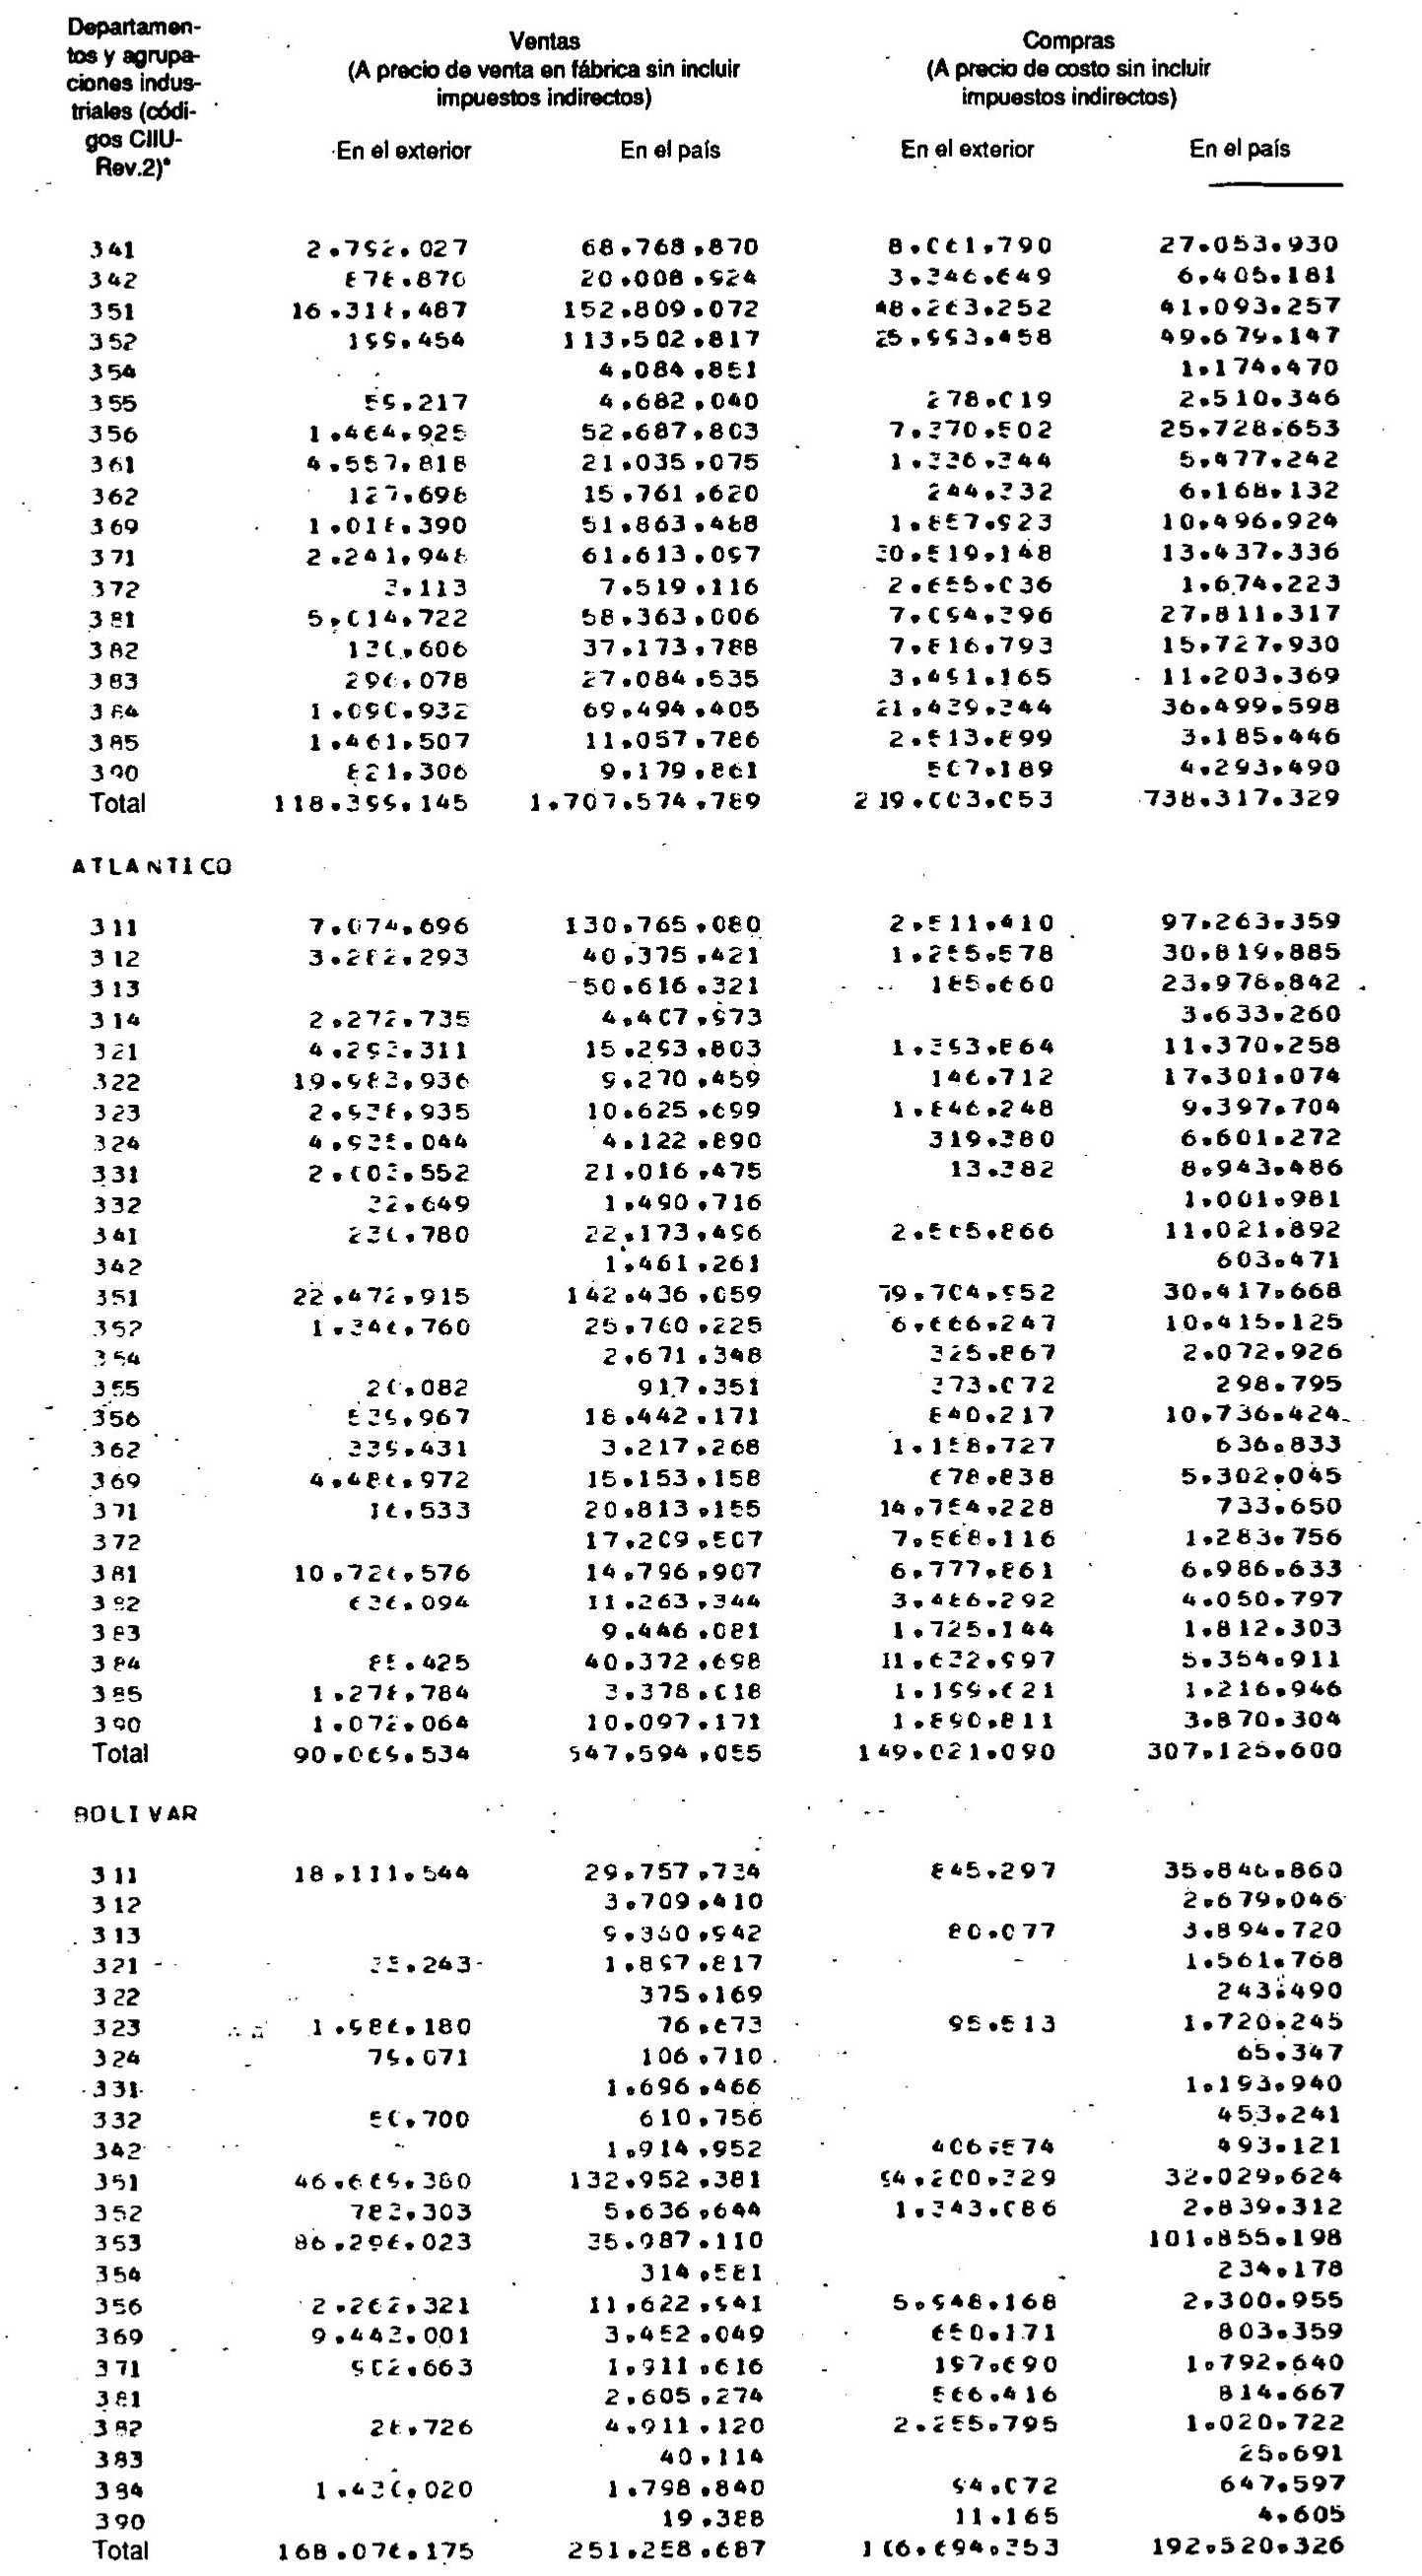 Departamen-
tos y agrupa-
ciones indus-
triales (códi-
gos CIIU-
Rev.2)*
Ventas
(A precio de venta en fábrica sin incluir
impuestos indirectos)
Compras
(A precio de costo sin incluir
impuestos indirectos)
En el exterior En el país En el exterior En el país
341 2.792.027 68.768.870 8.061.790 27.053.930
342 20.008.924 3.346.649 6.405.181
351 16.318.487 152.809.072 48.263.252 41.093.257
352 199.454 113.502.817 25.993.458 49.679.147
354 4.084.851 1.174.470
355 59.217 4.682.040 278.019 2.510.346
356 1.464.925 52.687.803 7.370.502 25.728.653
361 4.557.818 21.035.075 1.336.344 5.477.242
362 127.698 15.761.620 244.332 6.168.132
369 1.018.390 51.863.468 1.857.923 10.496.924
371 2.241.948 61.613.097 30.519.148 13.437.336
372 3.113 7.519.116 2.655.036 1.674.223
381 5.014.722 58.363.006 7.094.396 27.811.317
382 130.606 37.173.788 7.816.793 15.727.930
383 296.078 27.084.535 3.491.165 11.203.369
384 1.090.932 69.494.405 21.439.344 36.499.598
385 1.461.507 11.057.786 2.513.899 3.185.446
390 821.306 9.179.861 507.189 4.293.490
Total 118.399.145 1.707.574.789 219.003.053 738.317.329
ATLANTICO
311 7.074.696 130.765.080 2.511.410 97.263.359
312 3.282.293 40.375.421 1.255.578 30.819.885
313 50.616.321 185.660 23.978.842
314 2.272.735 4.407.973 3.633.260
321 4.293.311 15.293.803 1.393.864 11.370.258
322 19.983.936 9.270.459 146.712 17.301.074
323 2.938.935 10.625.699 1.846.248 9.397.704
324 4.935.044 4.122.890 319.380 6.601.272
331 2.003.552 21.016.475 13.382 8.943.486
332 32.649 1.490.716 1.001.981
341 230.780 22.173.496 2.565.866 11.021.892
342 1.461.261 603.471
351 22.472.915 142.436.059 79.704.952 30.417.668
352 1.346.760 25.760.225 6.666.247 10.415.125
354 2.671.348 325.867 2.072.926
355 20.082 917.351 373.072 298.795
356 539.967 18.442.171 840.217 10.736.424
362 339.431 3.217.268 1.158.727 636.833
369 4.486.972 15.153.158 678.838 5.302.045
371 16.533 20.813.155 14.754.228 733.650
372 17.209.507 7.568.116 1.283.756
381 10.726.576 14.796.907 6.777.861 6.986.633
382 636.094 11.263.344 3.486.292 4.050.797
383 9.446.081 1.725.144 1.812.303
384 85.425 40.372.698 11.632.997 5.354.911
385 1.278.784 3.378.018 1.199.621 1.216.946
390 1.072.064 10.097.171 1.890.811 3.870.304
Total 90.069.534 547.594.055 149.021.090 307.125.600
BOLIVAR
311 18.111.544 29.757.734 845.297 35.846.860
312 3.709.410 2.679.046
313 9.360.942 80.077 3.894.720
321 35.243 1.897.817 1.561.768
322 375.169 243.490
323 1.986.180 76.673 95.513 1.720.245
324 79.071 106.710 65.347
331 1.696.466 1.193.940
332 50.700 610.756 453.241
342 1.914.952 406.574 493.121
351 46.669.380 132.952.381 54.200.329 32.029.624
352 783.303 5.636.644 1.343.086 2.839.312
353 86.296.023 35.987.110 101.855.198
354 314.581 234.178
356 2.262.321 11.622.941 5.948.168 2.300.955
369 9.442.001 3.452.049 650.171 803.359
371 902.663 1.911.616 197.690 1.792.640
381 2.605.274 566.416 814.667
382 28.726 4.911.120 2.255.795 1.020.722
383 40.114 25.691
384 1.430.020 1.798.840 94.072 647.597
390 19.388 11.165 4.605
Total 168.076.175 251.258.687 192.520.326